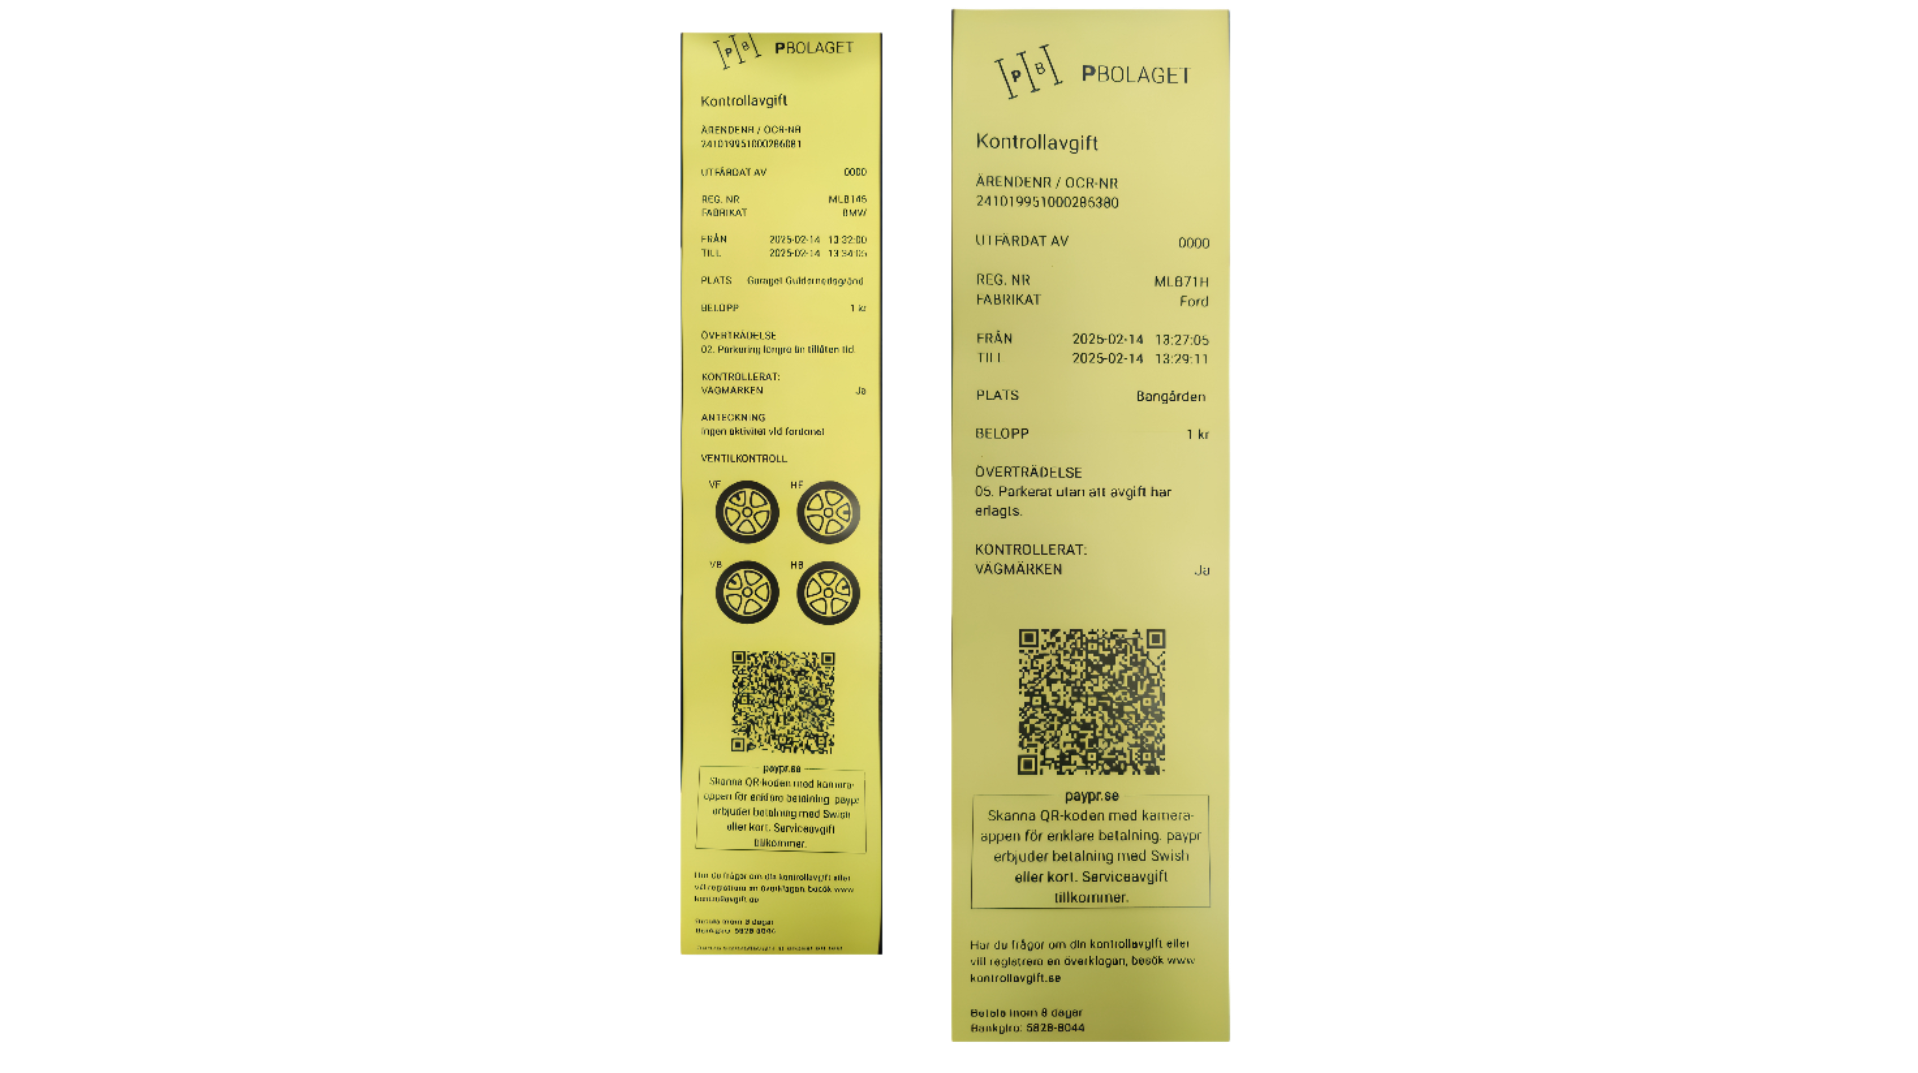 PB PBOLAGET
Kontrollavgift
ÄRENDENR / OCR-NR
241019951000286081
UTFÄRDAT AV 0000
REG. NR MLB146
FABRIKAT BMW
FRÅN 2025-02-14 13:32:00
TILL 2025-02-14 13:34:05
PLATS Garaget
BELOPP 1 kr
ÖVERTRÄDELSE
02. Parkering längre än tillåten tid.
KONTROLLERAT:
VÄGMÄRKEN Ja
ANTECKNING
Ingen aktivitet vid fordonet
VENTILKONTROLL
VF HF
VB HB
paypr.se
Skanna QR-koden med kamera-
appen för enklare betalning. paypr
erbjuder betalning med Swish
eller kort. Serviceavgift
tillkommer.
Har du frågor om din kontrollavgift eller
vill registrera en överklagan, besök www
kontrollavgift.se
Betala inom 8 dagar
Bankgiro: 5828-8044
PB PBOLAGET
Kontrollavgift
ÄRENDENR / OCR-NR
241019951000286380
UTFÄRDAT AV 0000
REG. NR MLB71H
FABRIKAT Ford
FRÅN 2025-02-14 13:27:05
TILL 2025-02-14 13:29:11
PLATS Bangården
BELOPP 1 kr
ÖVERTRÄDELSE
05. Parkerat utan att avgift har
erlagts.
KONTROLLERAT:
VÄGMÄRKEN Ja
paypr.se
Skanna QR-koden med kamera-
appen för enklare betalning. paypr
erbjuder betalning med Swish
eller kort. Serviceavgift
tillkommer.
Har du frågor om din kontrollavgift eller
vill registrera en överklagan, besök www
kontrollavgift.se
Betala inom 8 dagar
Bankgiro: 5828-8044